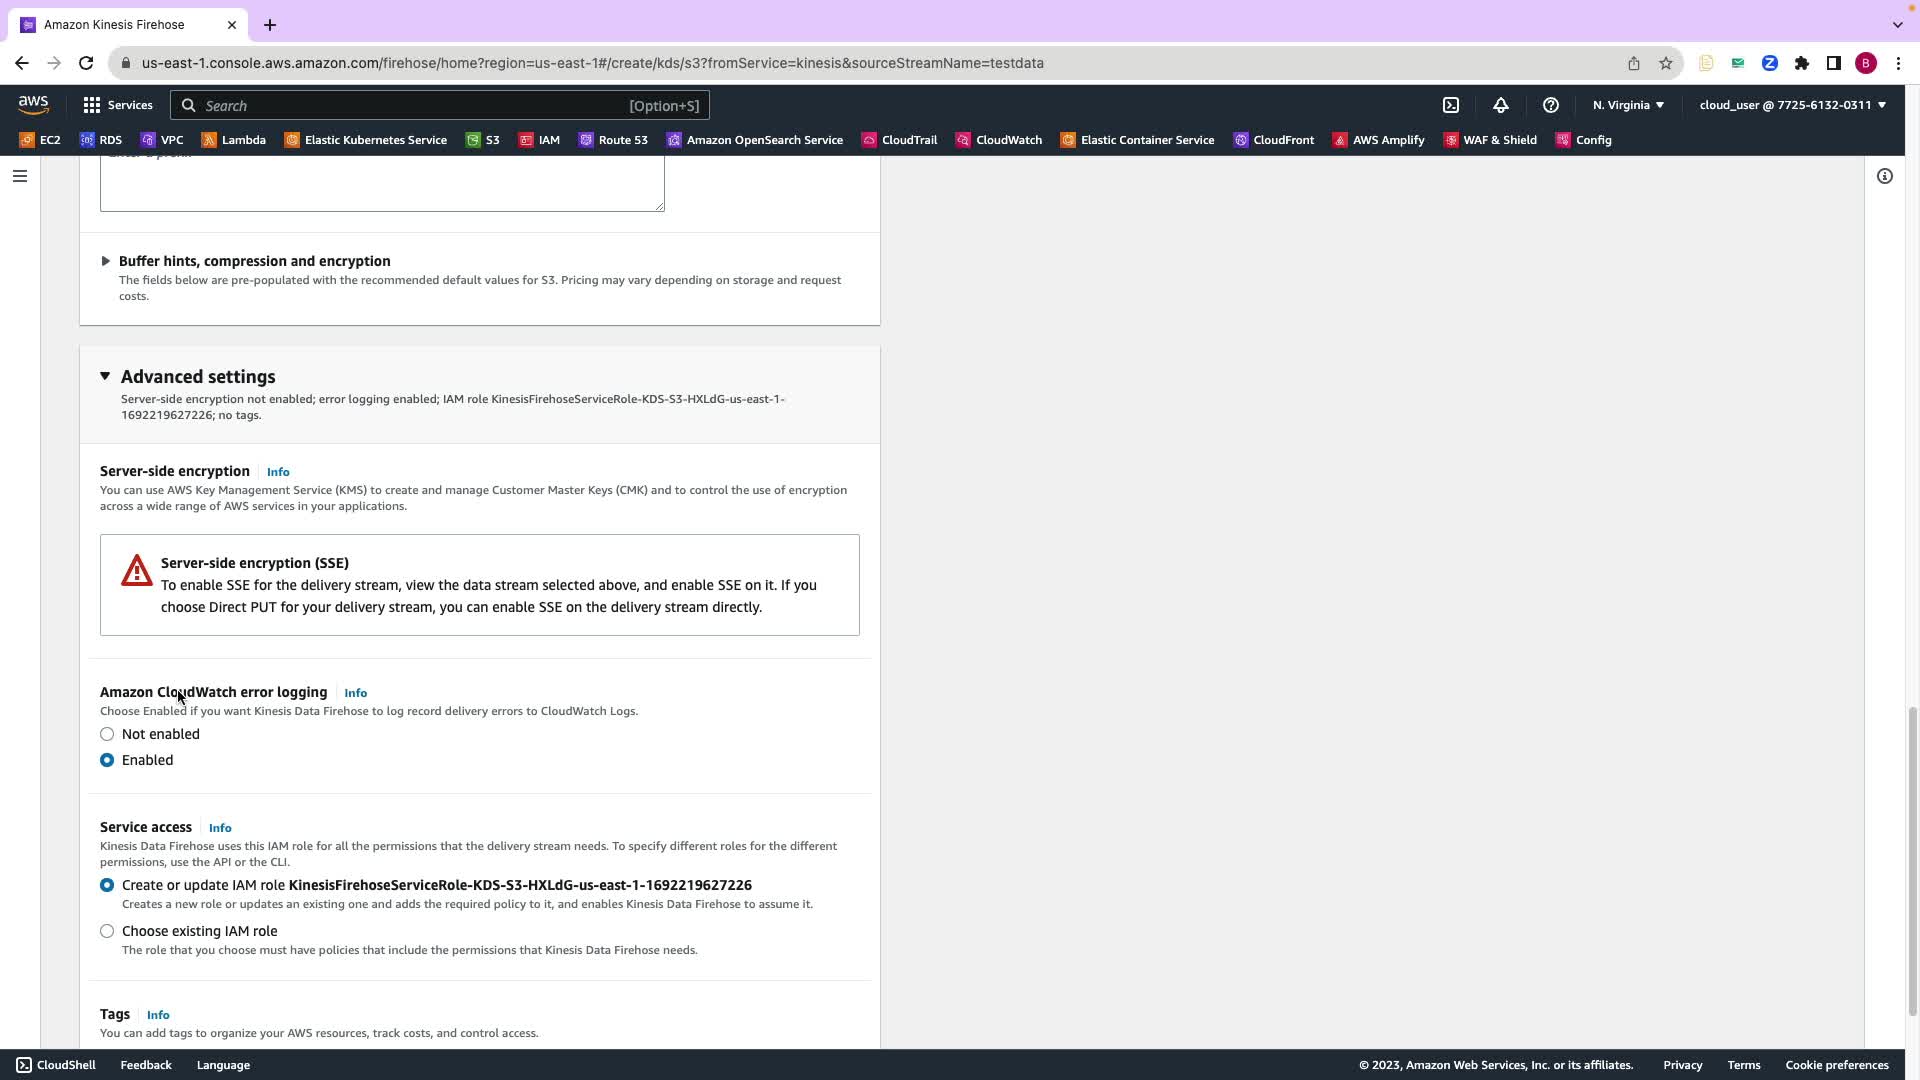 Amazon Kinesis Firehose
us-east-1.console.aws.amazon.com/firehose/home?region=us-east-1#/create/kds/s3?fromService=kinesis&sourceStreamName=testdata
B
aws Services Search [Option+S] N. Virginia cloud_user @ 7725-6132-0311
EC2 RDS VPC Lambda Elastic Kubernetes Service S3 IAM Route 53 Amazon OpenSearch Service CloudTrail CloudWatch Elastic Container Service CloudFront AWS Amplify WAF & Shield Config
Buffer hints, compression and encryption
The fields below are pre-populated with the recommended default values for S3. Pricing may vary depending on storage and request
costs.
Advanced settings
Server-side encryption not enabled; error logging enabled; IAM role KinesisFirehoseServiceRole-KDS-S3-HXLdG-us-east-1-
1692219627226; no tags.
Server-side encryption Info
You can use AWS Key Management Service (KMS) to create and manage Customer Master Keys (CMK) and to control the use of encryption
across a wide range of AWS services in your applications.
Server-side encryption (SSE)
To enable SSE for the delivery stream, view the data stream selected above, and enable SSE on it. If you
choose Direct PUT for your delivery stream, you can enable SSE on the delivery stream directly.
Amazon CloudWatch error logging Info
Choose Enabled if you want Kinesis Data Firehose to log record delivery errors to CloudWatch Logs.
Not enabled
Enabled
Service access Info
Kinesis Data Firehose uses this IAM role for all the permissions that the delivery stream needs. To specify different roles for the different
permissions, use the API or the CLI.
Create or update IAM role KinesisFirehoseServiceRole-KDS-S3-HXLdG-us-east-1-1692219627226
Creates a new role or updates an existing one and adds the required policy to it, and enables Kinesis Data Firehose to assume it.
Choose existing IAM role
The role that you choose must have policies that include the permissions that Kinesis Data Firehose needs.
Tags Info
You can add tags to organize your AWS resources, track costs, and control access.
CloudShell Feedback Language © 2023, Amazon Web Services, Inc. or its affiliates. Privacy Terms Cookie preferences